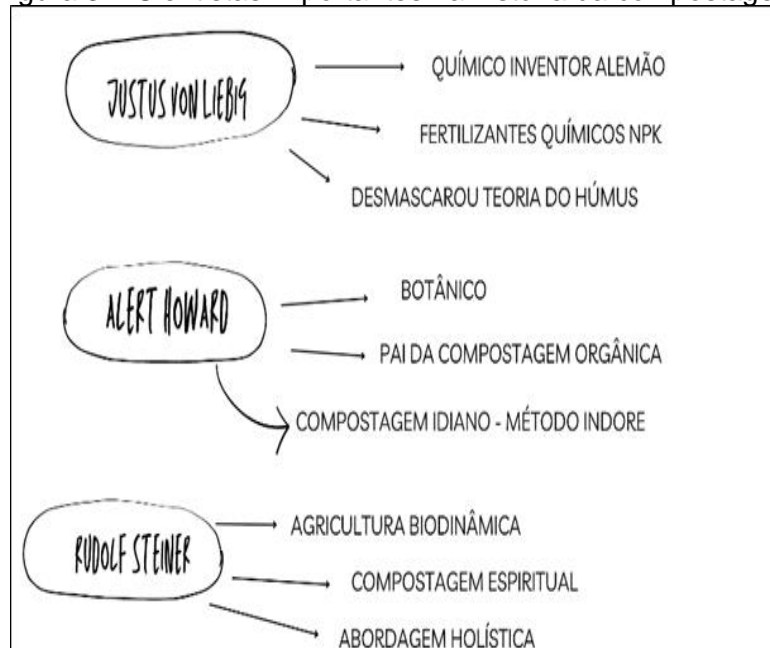 JUSTUS VON LIEBIG
QUÍMICO INVENTOR ALEMÃO
FERTILIZANTES QUÍMICOS NPK
DESMASCAROU TEORIA DO HÚMUS
ALERT HOWARD
BOTÂNICO
PAI DA COMPOSTAGEM ORGÂNICA
COMPOSTAGEM IDIANO - MÉTODO INDORE
RUDOLF STEINER
AGRICULTURA BIODINÂMICA
COMPOSTAGEM ESPIRITUAL
ABORDAGEM HOLÍSTICA